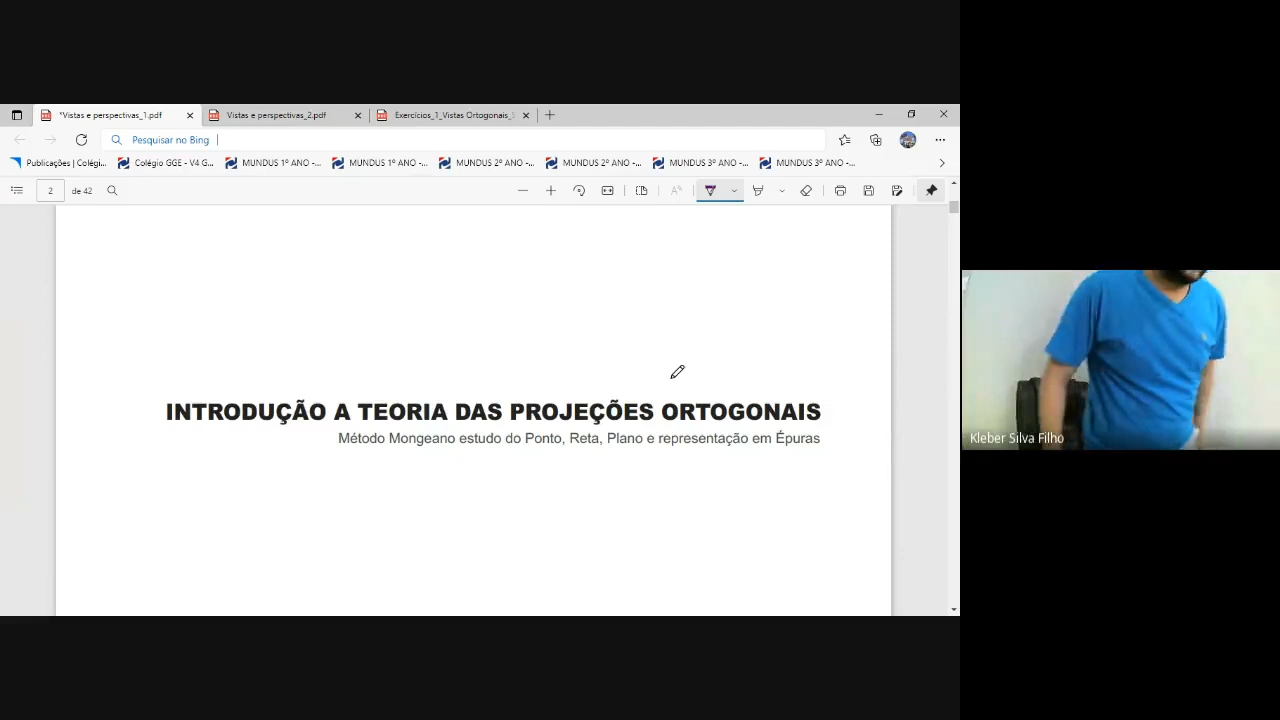 *Vistas e perspectivas_1.pdf
Vistas e perspectivas_2.pdf
Exercícios_1_Vistas Ortogonais_
Pesquisar no Bing
Publicações | Colégi...
Colégio GGE - V4 G...
MUNDUS 1º ANO -...
MUNDUS 1º ANO -...
MUNDUS 2º ANO -...
MUNDUS 2º ANO -...
MUNDUS 3º ANO -...
MUNDUS 3º ANO -...
2 de 42
INTRODUÇÃO A TEORIA DAS PROJEÇÕES ORTOGONAIS
Método Mongeano estudo do Ponto, Reta, Plano e representação em Épuras
Kleber Silva Filho